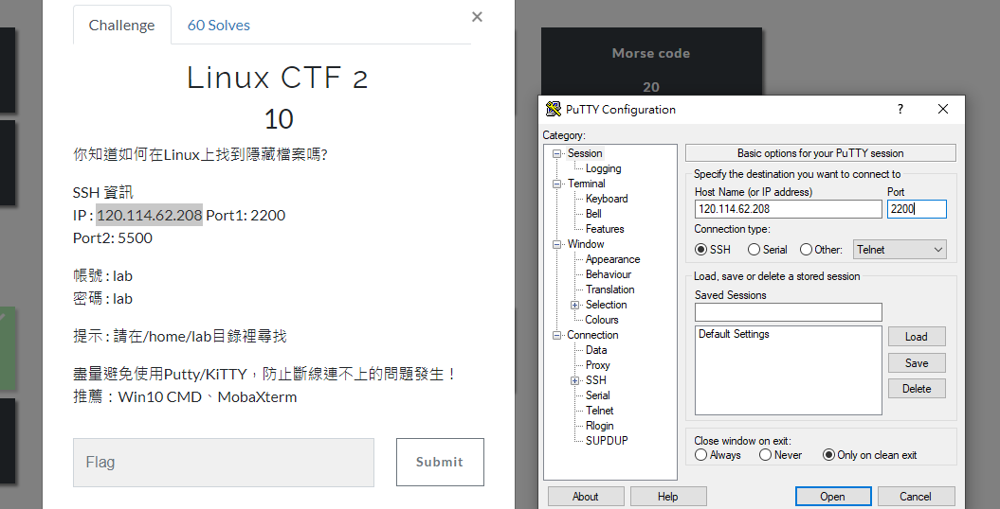 Challenge
60 Solves
×
Linux CTF 2
10
你知道如何在Linux上找到隱藏檔案嗎?
SSH 資訊
IP : 120.114.62.208 Port1: 2200
Port2: 5500
帳號 : lab
密碼 : lab
提示 : 請在/home/lab目錄裡尋找
盡量避免使用Putty/KiTTY，防止斷線連不上的問題發生！
推薦：Win10 CMD、MobaXterm
Flag
Submit
Morse code
20
PuTTY Configuration
?
×
Category:
Session
Logging
Terminal
Keyboard
Bell
Features
Window
Appearance
Behaviour
Translation
Selection
Colours
Connection
Data
Proxy
SSH
Serial
Telnet
Rlogin
SUPDUP
Basic options for your PuTTY session
Specify the destination you want to connect to
Host Name (or IP address)
Port
120.114.62.208
2200
Connection type:
SSH
Serial
Other:
Telnet
Load, save or delete a stored session
Saved Sessions
Default Settings
Load
Save
Delete
Close window on exit:
Always
Never
Only on clean exit
About
Help
Open
Cancel